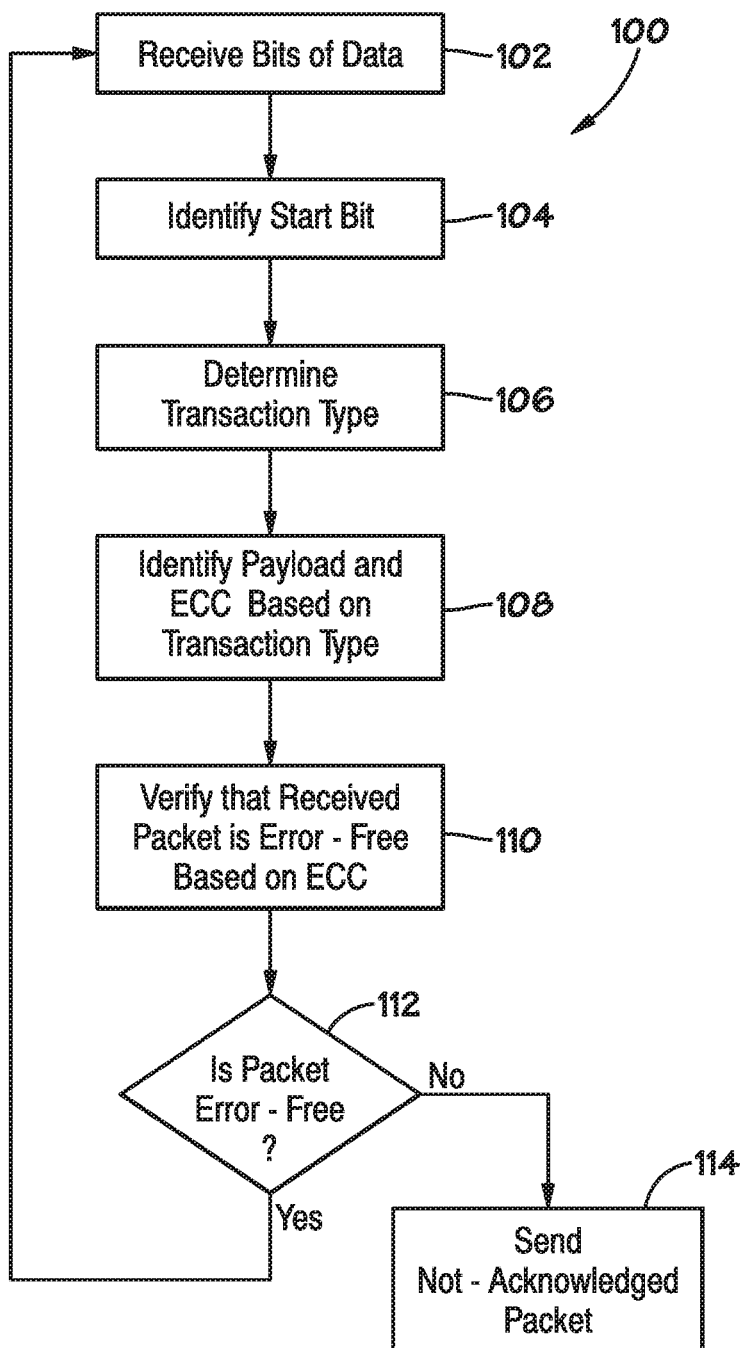 100
Receive Bits of Data
102
Identify Start Bit
104
Determine
Transaction Type
106
Identify Payload and
ECC Based on
Transaction Type
108
Verify that Received
Packet is Error - Free
Based on ECC
110
112
Is Packet
Error - Free
?
No
Yes
114
Send
Not - Acknowledged
Packet